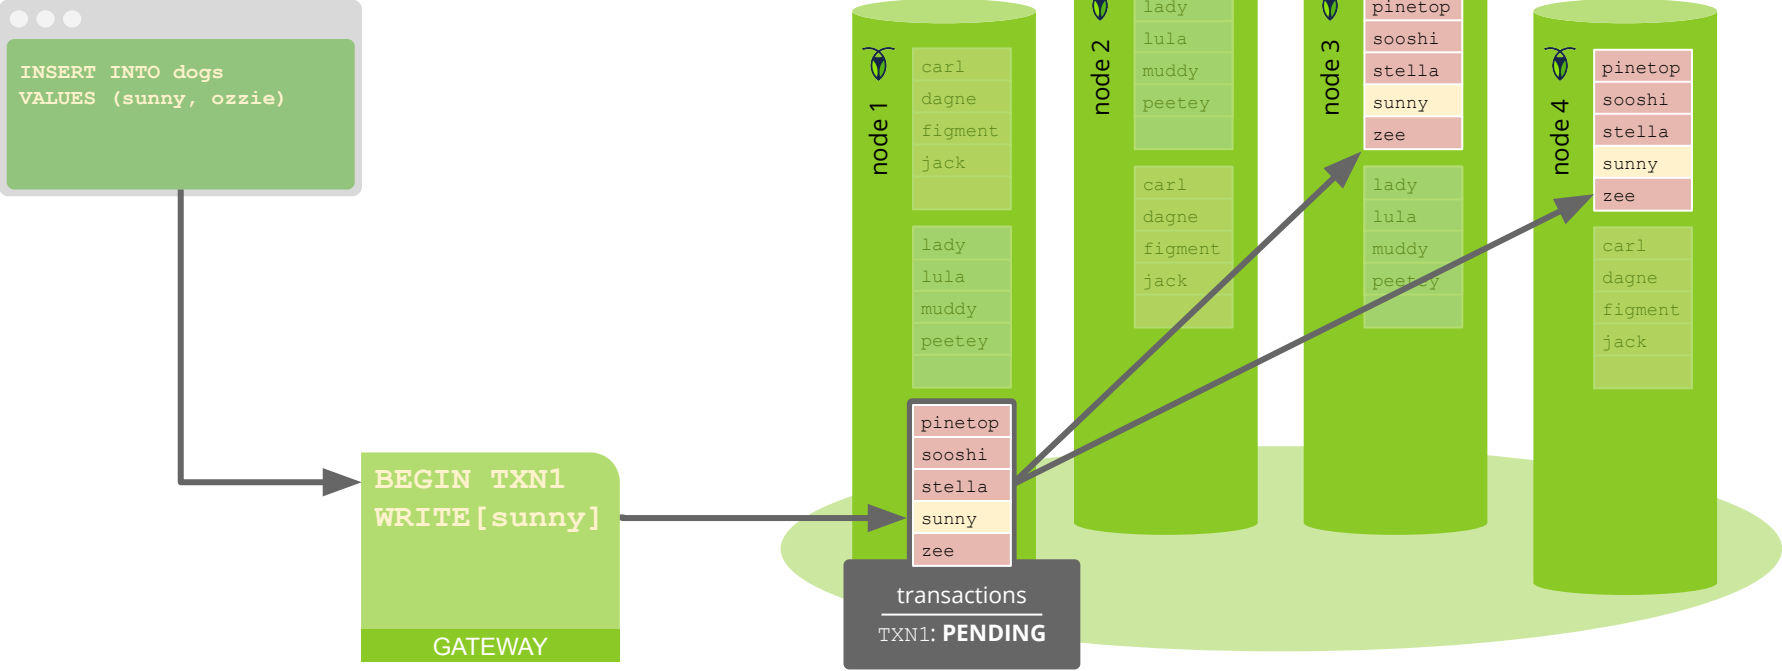 INSERT INTO dogs
VALUES (sunny, ozzie)
BEGIN TXN1
WRITE[sunny]
GATEWAY
node 1
carl
dagne
figment
jack
lady
lula
muddy
peetey
pinetop
sooshi
stella
sunny
zee
transactions
TXN1: PENDING
node 2
lady
lula
muddy
peetey
carl
dagne
figment
jack
node 3
pinetop
sooshi
stella
sunny
zee
lady
lula
muddy
peetey
node 4
pinetop
sooshi
stella
sunny
zee
carl
dagne
figment
jack